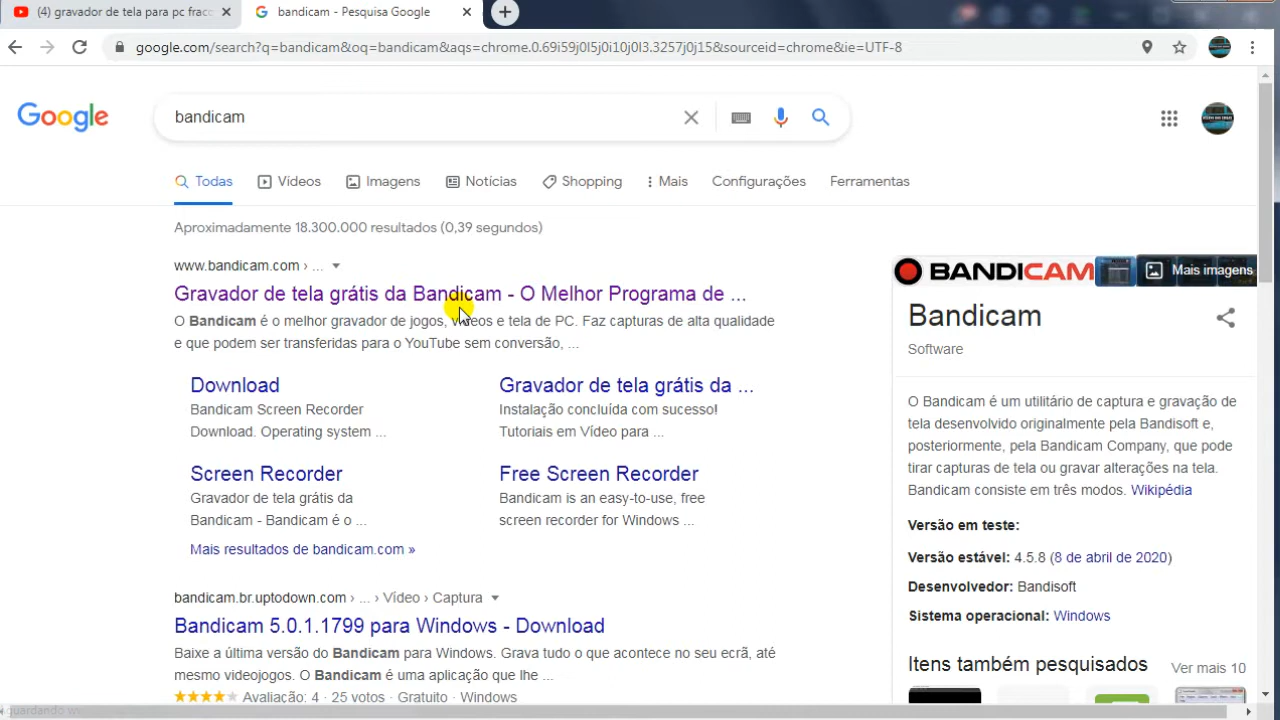 (4) gravador de tela para pc fracc
bandicam - Pesquisa Google
google.com/search?q=bandicam&oq=bandicam&aqs=chrome.0.69i59j0l5j0i10j0l3.3257j0j15&sourceid=chrome&ie=UTF-8
Google
bandicam
Todas
Vídeos
Imagens
Notícias
Shopping
Mais
Configurações
Ferramentas
Aproximadamente 18.300.000 resultados (0,39 segundos)
www.bandicam.com › ...
Gravador de tela grátis da Bandicam - O Melhor Programa de ...
O Bandicam é o melhor gravador de jogos, vídeos e tela de PC. Faz capturas de alta qualidade
e que podem ser transferidas para o YouTube sem conversão, ...
Download
Bandicam Screen Recorder
Download. Operating system ...
Gravador de tela grátis da ...
Instalação concluída com sucesso!
Tutoriais em Vídeo para ...
Screen Recorder
Gravador de tela grátis da
Bandicam - Bandicam é o ...
Free Screen Recorder
Bandicam is an easy-to-use, free
screen recorder for Windows ...
Mais resultados de bandicam.com »
bandicam.br.uptodown.com › ... › Vídeo › Captura
Bandicam 5.0.1.1799 para Windows - Download
Baixe a última versão do Bandicam para Windows. Grava tudo o que acontece no seu ecrã, até
mesmo videojogos. O Bandicam é uma aplicação que lhe ...
Avaliação: 4 · 25 votos · Gratuito · Windows
BANDICAM
Mais imagens
Bandicam
Software
O Bandicam é um utilitário de captura e gravação de
tela desenvolvido originalmente pela Bandisoft e,
posteriormente, pela Bandicam Company, que pode
tirar capturas de tela ou gravar alterações na tela.
Bandicam consiste em três modos. Wikipédia
Versão em teste:
Versão estável: 4.5.8 (8 de abril de 2020)
Desenvolvedor: Bandisoft
Sistema operacional: Windows
Itens também pesquisados
Ver mais 10